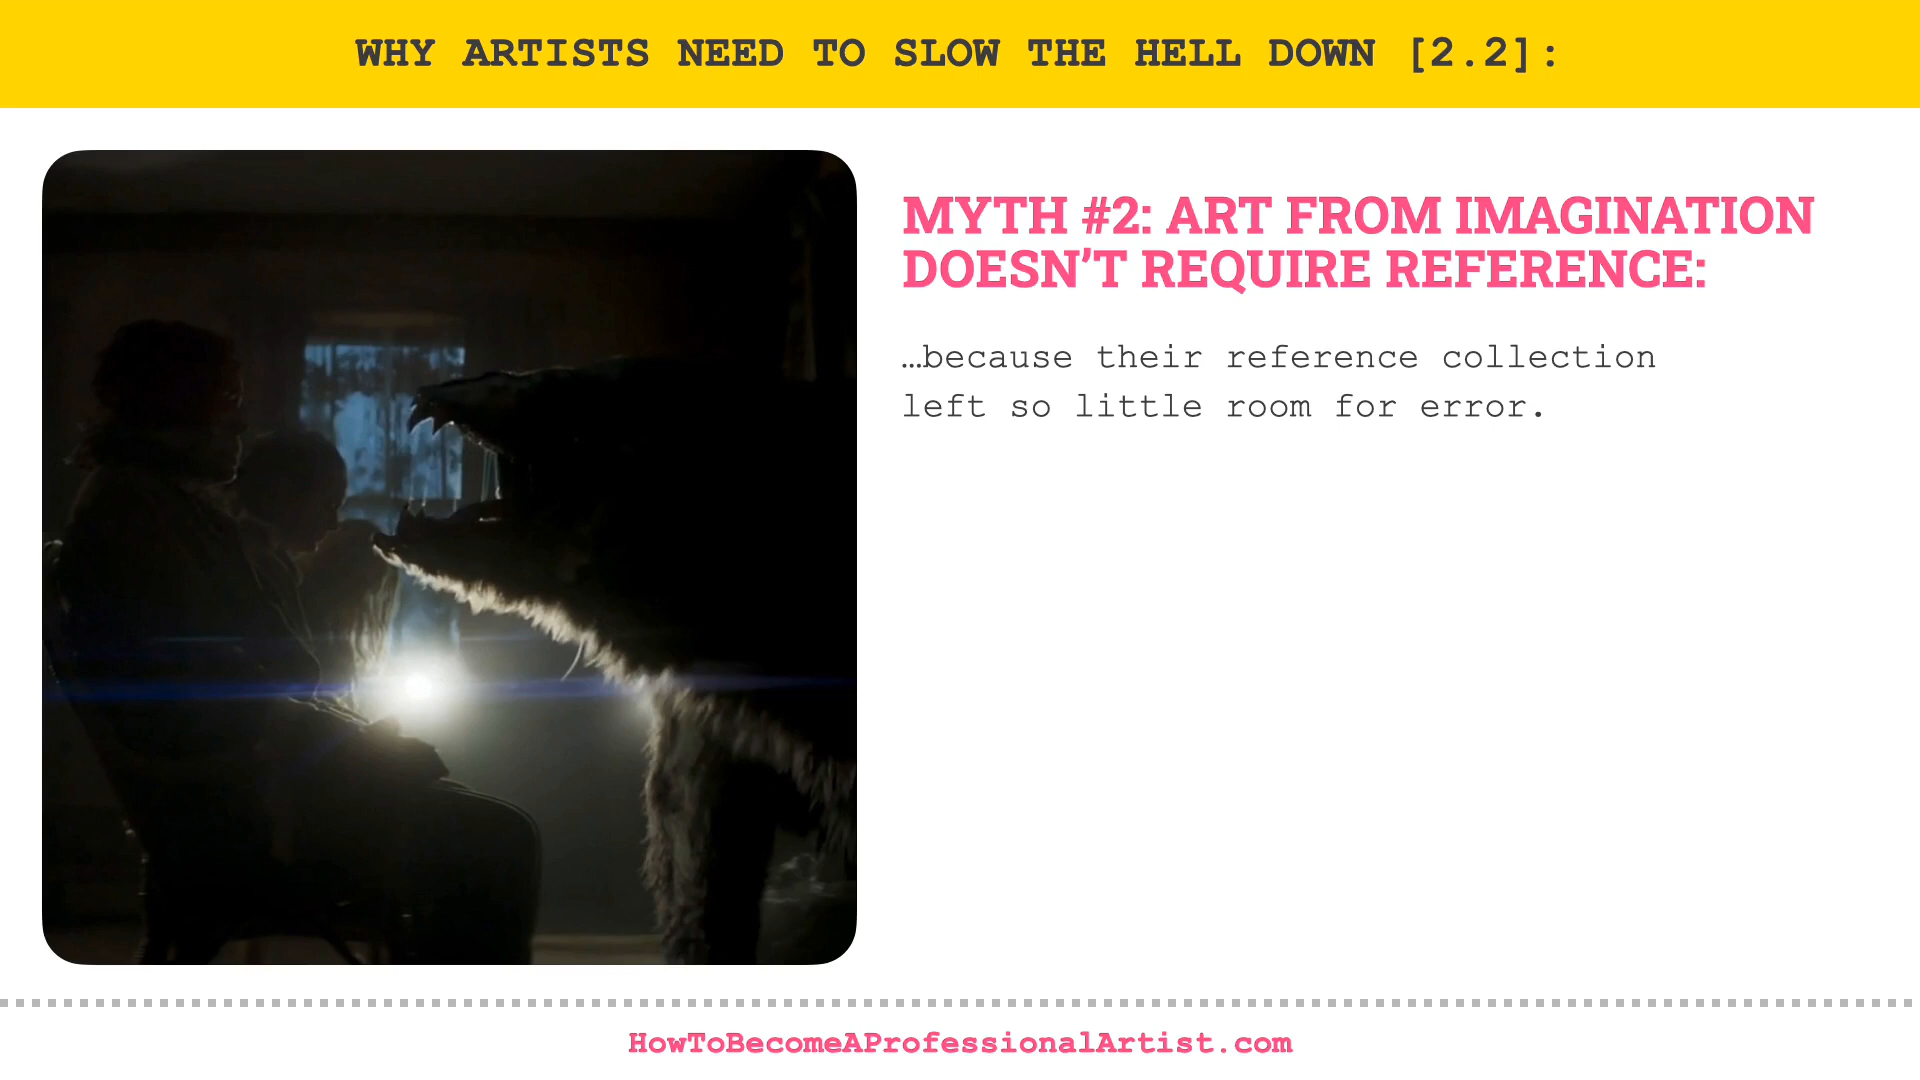 WHY ARTISTS NEED TO SLOW THE HELL DOWN [2.2]:
MYTH #2: ART FROM IMAGINATION
DOESN’T REQUIRE REFERENCE:
…because their reference collection
left so little room for error.
HowToBecomeAProfessionalArtist.com